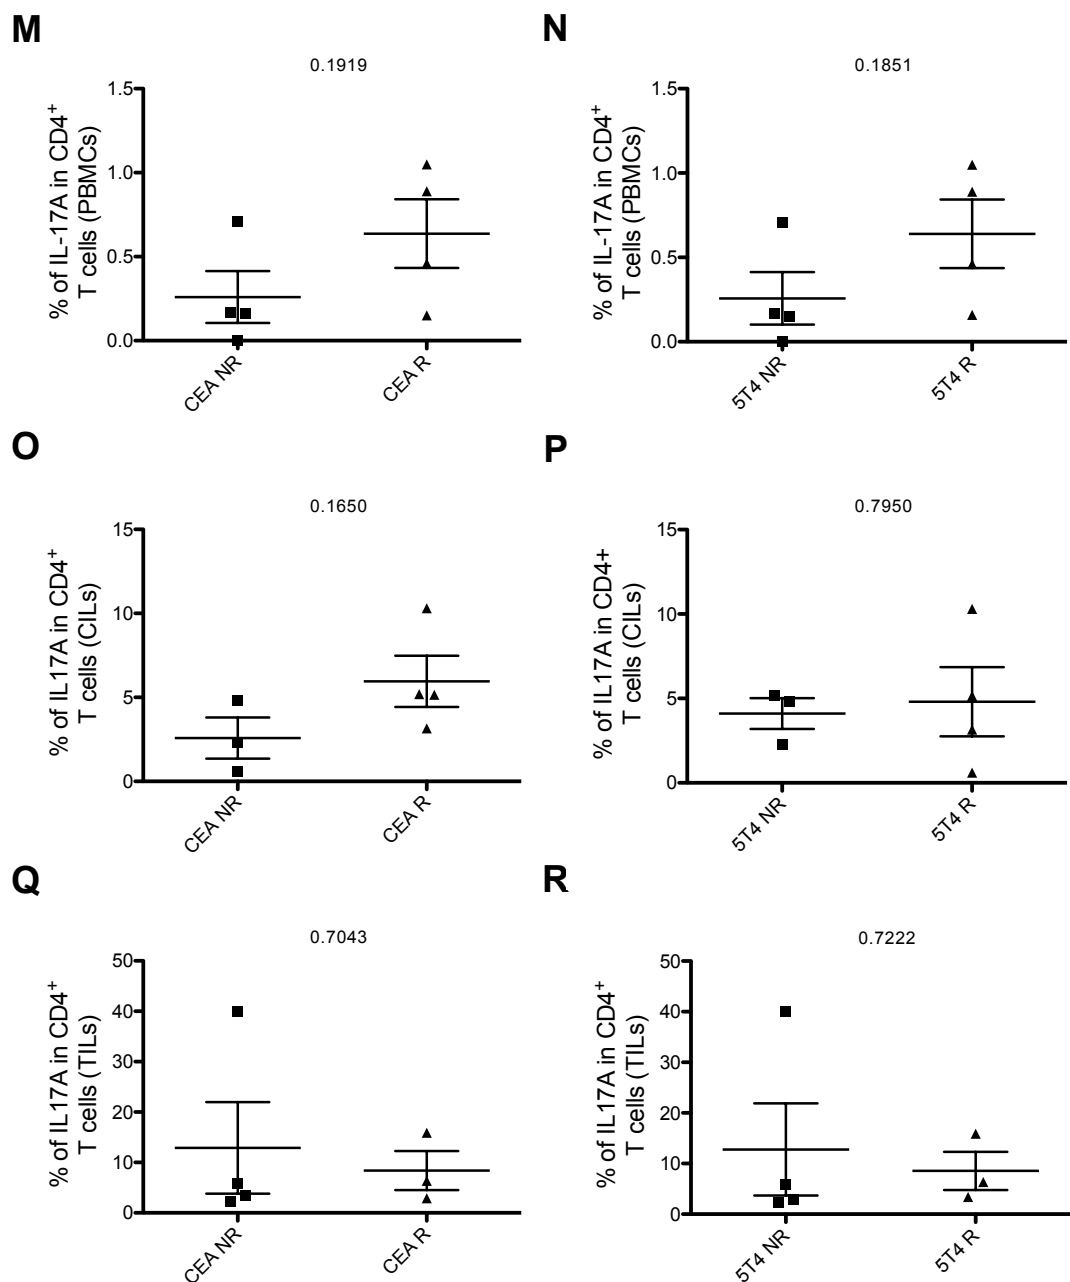 M
0.1919
% of IL-17A in CD4+
T cells (PBMCs)
1.5
1.0
0.5
0.0
CEA NR
CEA R
N
0.1851
% of IL-17A in CD4+
T cells (PBMCs)
1.5
1.0
0.5
0.0
5T4 NR
5T4 R
O
0.1650
% of IL17A in CD4+
T cells (CILs)
15
10
5
0
CEA NR
CEA R
P
0.7950
% of IL17A in CD4+
T cells (CILs)
15
10
5
0
5T4 NR
5T4 R
Q
0.7043
% of IL17A in CD4+
T cells (TILs)
50
40
30
20
10
0
CEA NR
CEA R
R
0.7222
% of IL17A in CD4+
T cells (TILs)
50
40
30
20
10
0
5T4 NR
5T4 R